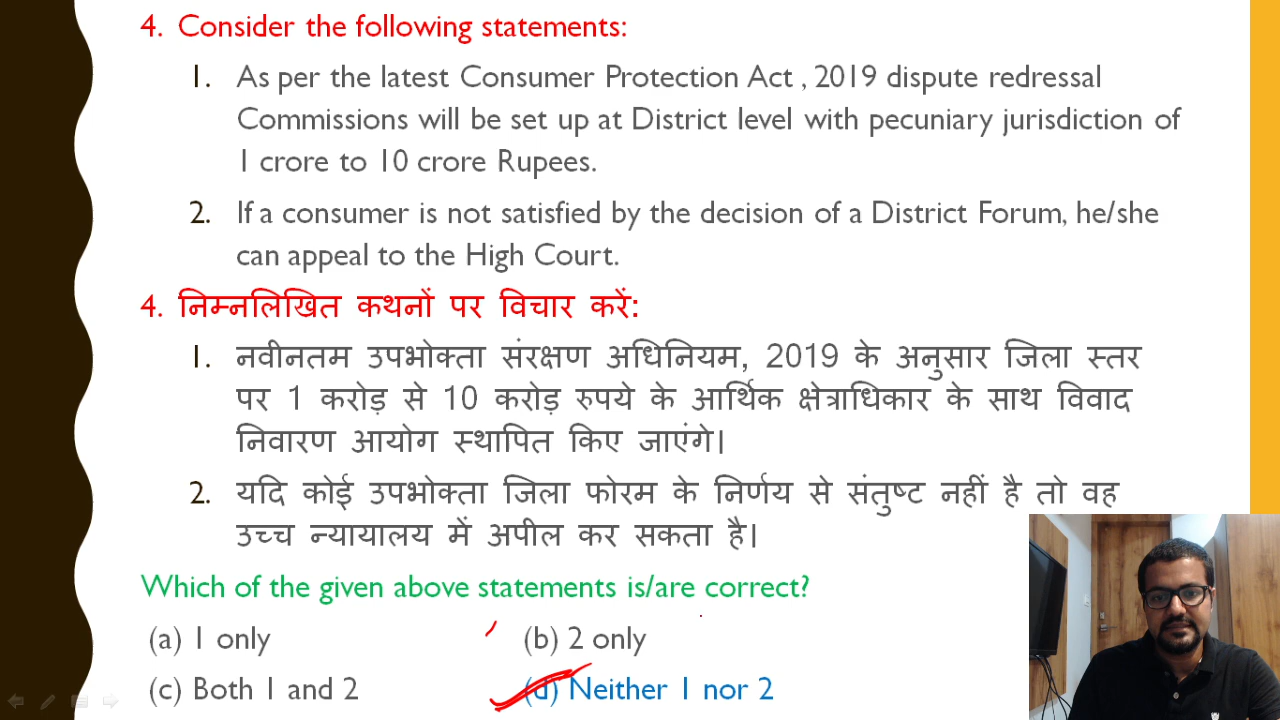 4. Consider the following statements:
1. As per the latest Consumer Protection Act , 2019 dispute redressal
Commissions will be set up at District level with pecuniary jurisdiction of
1 crore to 10 crore Rupees.
2. If a consumer is not satisfied by the decision of a District Forum, he/she
can appeal to the High Court.
4. निम्नलिखित कथनों पर विचार करें:
1. नवीनतम उपभोक्ता संरक्षण अधिनियम, 2019 के अनुसार जिला स्तर
पर 1 करोड़ से 10 करोड़ रुपये के आर्थिक क्षेत्राधिकार के साथ विवाद
निवारण आयोग स्थापित किए जाएंगे।
2. यदि कोई उपभोक्ता जिला फोरम के निर्णय से संतुष्ट नहीं है तो वह
उच्च न्यायालय में अपील कर सकता है।
Which of the given above statements is/are correct?
(a) 1 only (b) 2 only
(c) Both 1 and 2 (d) Neither 1 nor 2